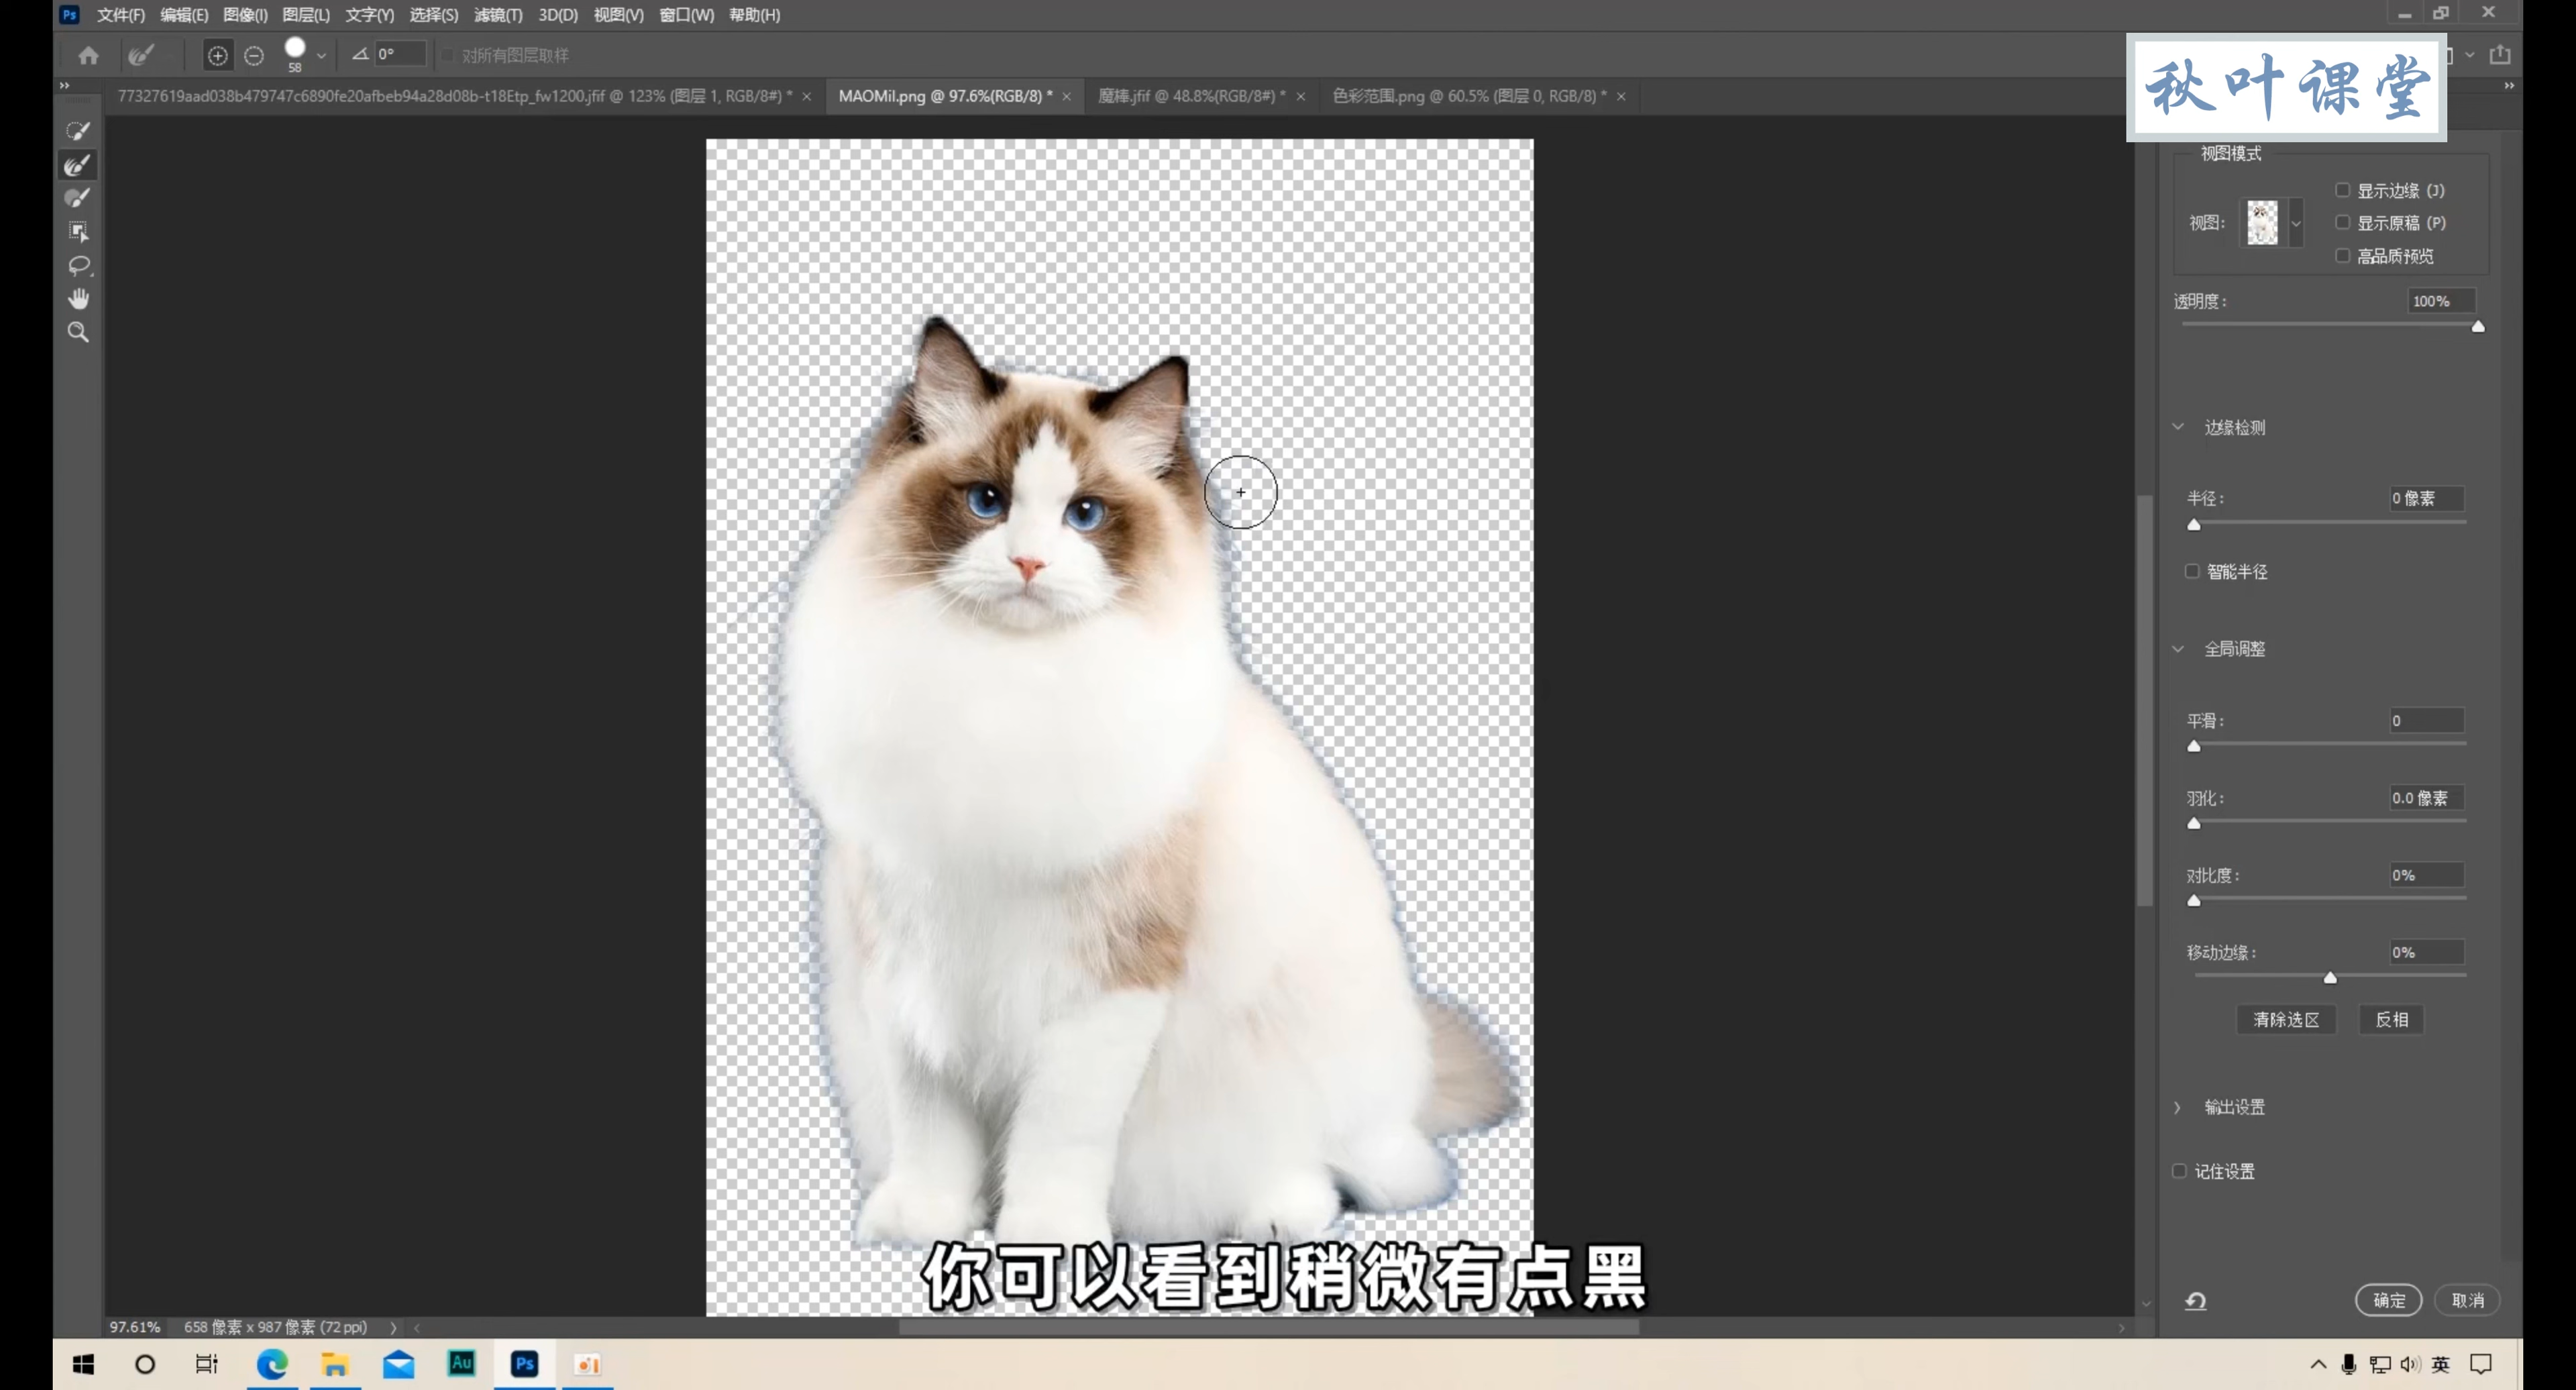 Ps 文件(F) 编辑(E) 图像(I) 图层(L) 文字(Y) 选择(S) 滤镜(T) 3D(D) 视图(V) 窗口(W) 帮助(H)
58
0°
对所有图层取样
秋叶课堂
77327619aad038b479747c6890fe20afbeb94a28d08b-t18Etp_fw1200.jfif @ 123% (图层 1, RGB/8#) * ×
MAOMiI.png @ 97.6%(RGB/8) * ×
魔棒.jfif @ 48.8%(RGB/8#) * ×
色彩范围.png @ 60.5% (图层 0, RGB/8) * ×
视图模式
视图:
显示边缘 (J)
显示原稿 (P)
高品质预览
透明度: 100%
边缘检测
半径: 0 像素
智能半径
全局调整
平滑: 0
羽化: 0.0 像素
对比度: 0%
移动边缘: 0%
清除选区 反相
输出设置
记住设置
确定 取消
你可以看到稍微有点黑
97.61% 658 像素 x 987 像素 (72 ppi)
Au Ps 英